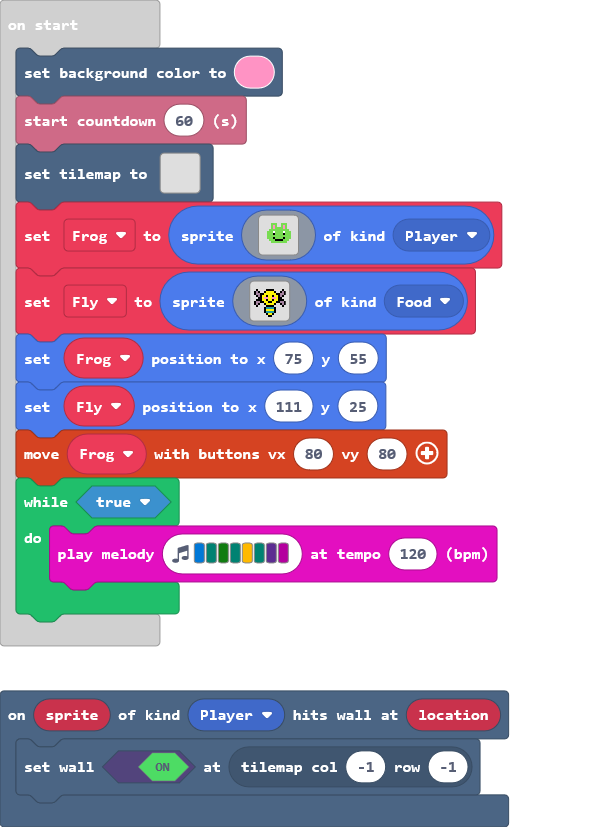 on start
set background color to
start countdown 60 (s)
set tilemap to
set Frog to sprite of kind Player
set Fly to sprite of kind Food
set Frog position to x 75 y 55
set Fly position to x 111 y 25
move Frog with buttons vx 80 vy 80
while true
do
play melody at tempo 120 (bpm)
on sprite of kind Player hits wall at location
set wall ON at tilemap col -1 row -1